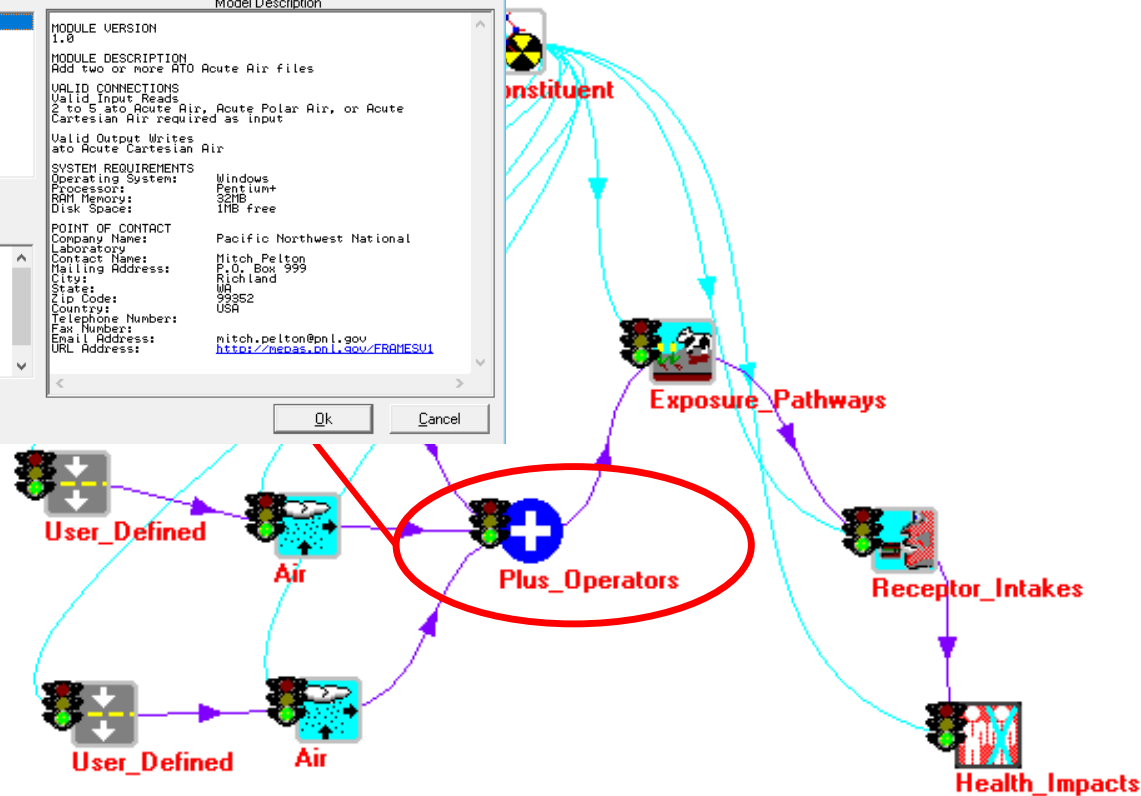 Model Description
MODULE VERSION
1.0
MODULE DESCRIPTION
Add two or more ATO Acute Air files
VALID CONNECTIONS
Valid Input Reads
2 to 5 ato Acute Air, Acute Polar Air, or Acute
Cartesian Air required as input
Valid Output Writes
ato Acute Cartesian Air
SYSTEM REQUIREMENTS
Operating System: Windows
Processor: Pentium+
RAM Memory: 32MB
Disk Space: 1MB free
POINT OF CONTACT
Company Name: Pacific Northwest National
Laboratory
Contact Name: Mitch Pelton
Mailing Address: P.O. Box 999
City: Richland
State: WA
Zip Code: 99352
Country: USA
Telephone Number:
Fax Number:
Email Address: mitch.pelton@pnl.gov
URL Address: http://mepas.pnl.gov/FRAMESV1
Ok Cancel
onstituent
Exposure_Pathways
User_Defined
Air
Plus_Operators
Receptor_Intakes
User_Defined
Air
Health_Impacts